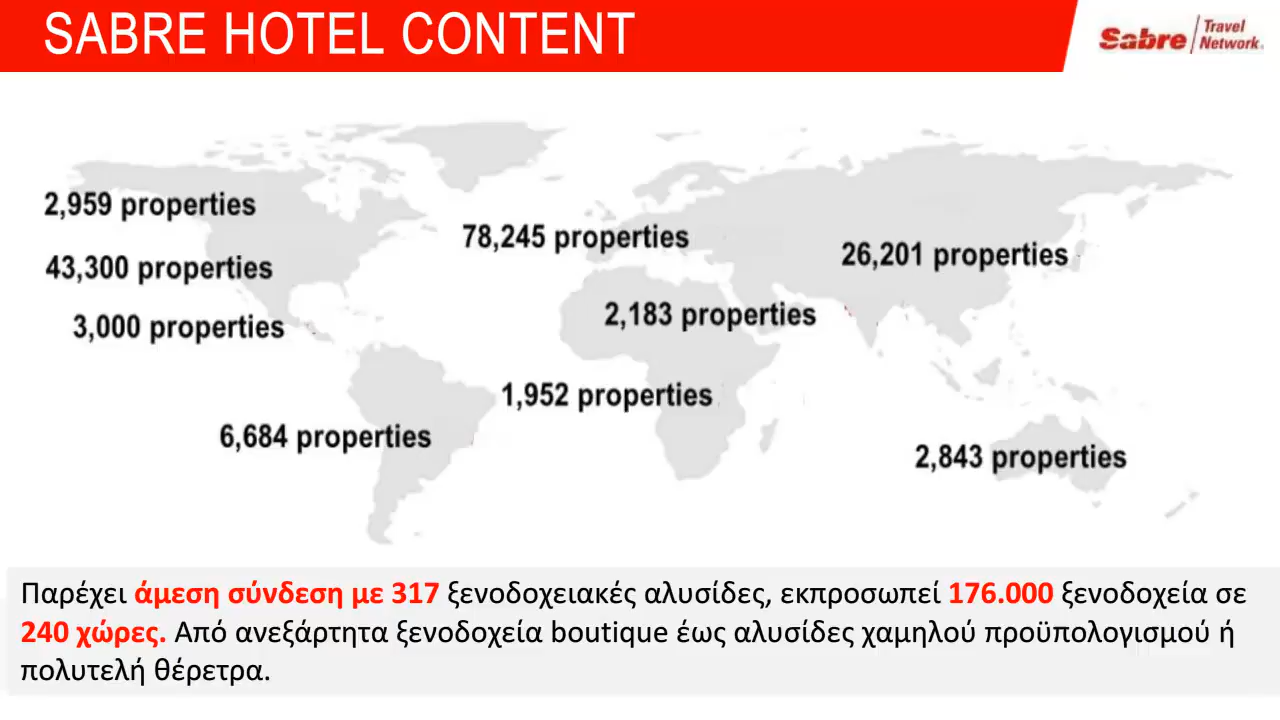 SABRE HOTEL CONTENT
Sabre Travel Network
2,959 properties
78,245 properties
26,201 properties
43,300 properties
2,183 properties
3,000 properties
1,952 properties
6,684 properties
2,843 properties
Παρέχει άμεση σύνδεση με 317 ξενοδοχειακές αλυσίδες, εκπροσωπεί 176.000 ξενοδοχεία σε
240 χώρες. Από ανεξάρτητα ξενοδοχεία boutique έως αλυσίδες χαμηλού προϋπολογισμού ή
πολυτελή θέρετρα.